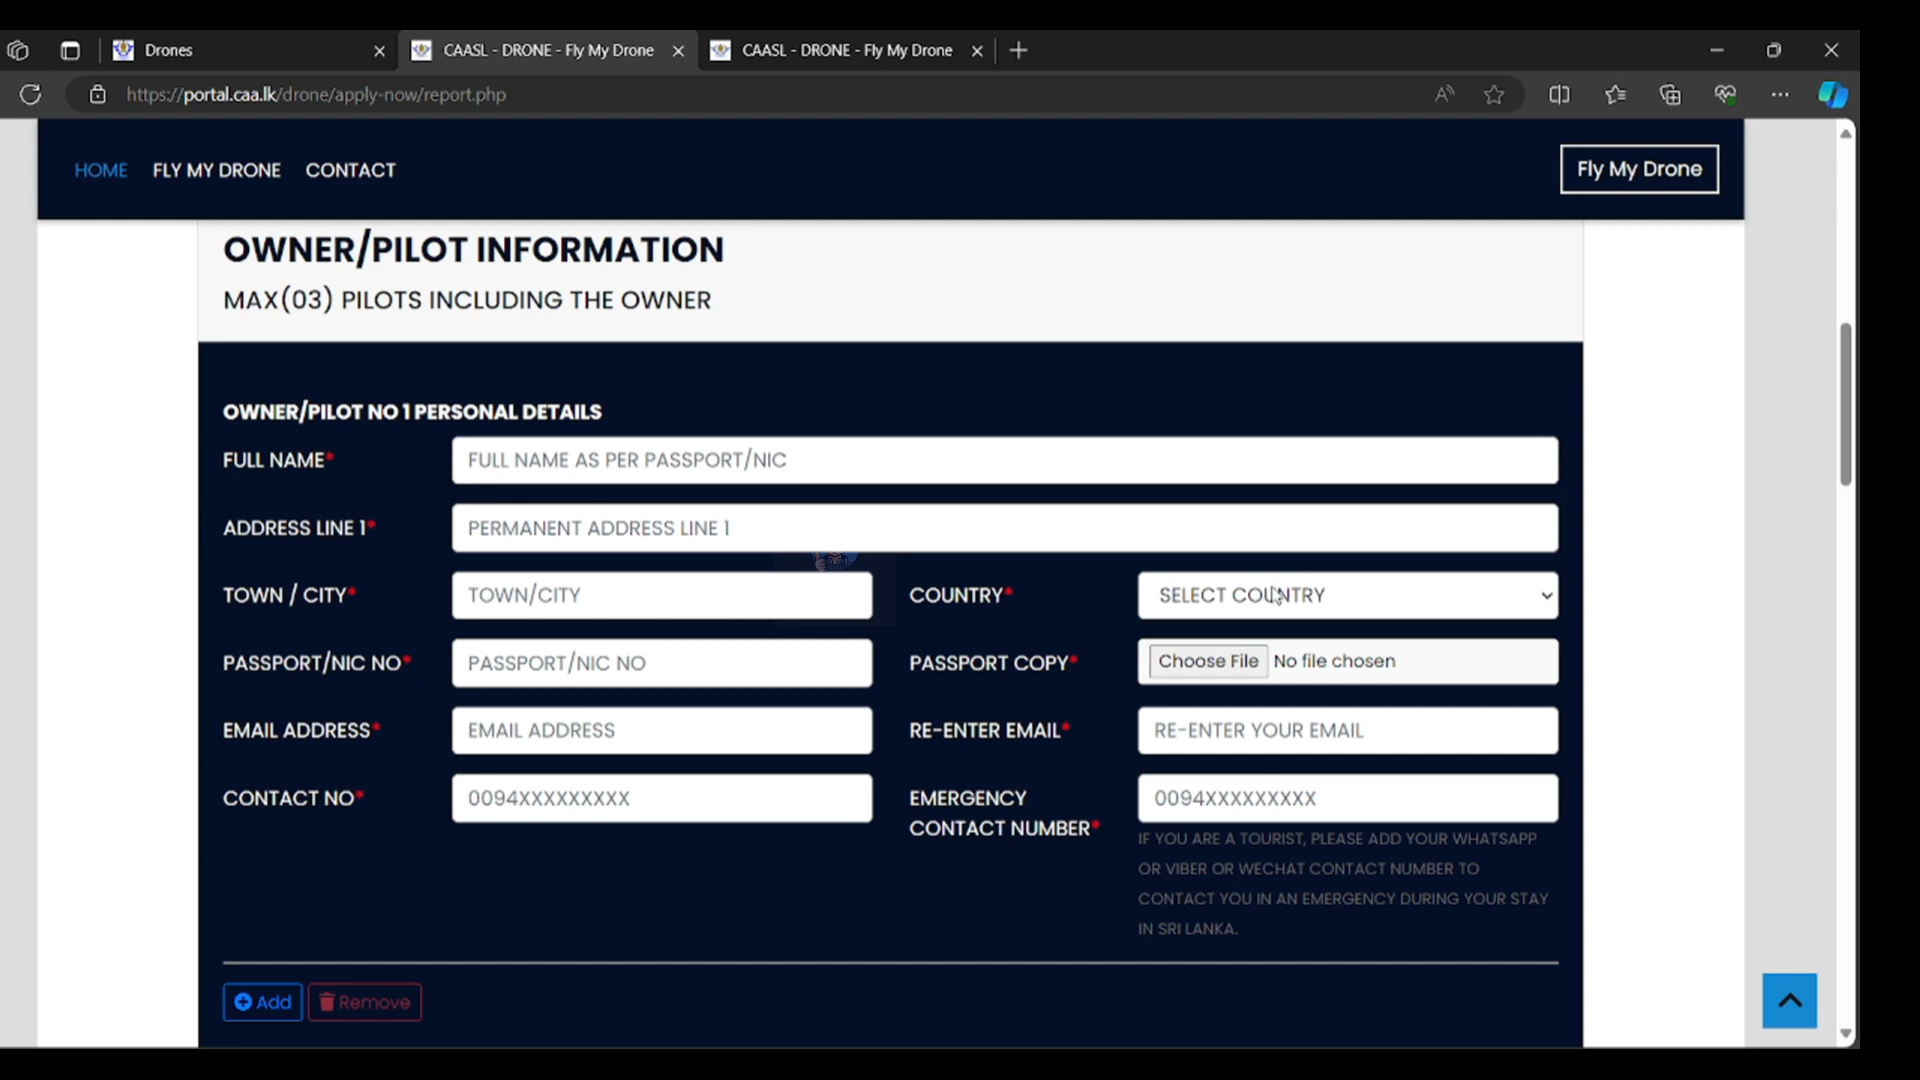 Drones
CAASL - DRONE - Fly My Drone
CAASL - DRONE - Fly My Drone
https://portal.caa.lk/drone/apply-now/report.php
HOME FLY MY DRONE CONTACT
Fly My Drone
OWNER/PILOT INFORMATION
MAX(03) PILOTS INCLUDING THE OWNER
OWNER/PILOT NO 1 PERSONAL DETAILS
FULL NAME* FULL NAME AS PER PASSPORT/NIC
ADDRESS LINE 1* PERMANENT ADDRESS LINE 1
TOWN / CITY* TOWN/CITY COUNTRY* SELECT COUNTRY
PASSPORT/NIC NO* PASSPORT/NIC NO PASSPORT COPY* Choose File No file chosen
EMAIL ADDRESS* EMAIL ADDRESS RE-ENTER EMAIL* RE-ENTER YOUR EMAIL
CONTACT NO* 0094XXXXXXXXX EMERGENCY CONTACT NUMBER* 0094XXXXXXXXX
IF YOU ARE A TOURIST, PLEASE ADD YOUR WHATSAPP
OR VIBER OR WECHAT CONTACT NUMBER TO
CONTACT YOU IN AN EMERGENCY DURING YOUR STAY
IN SRI LANKA.
Add Remove